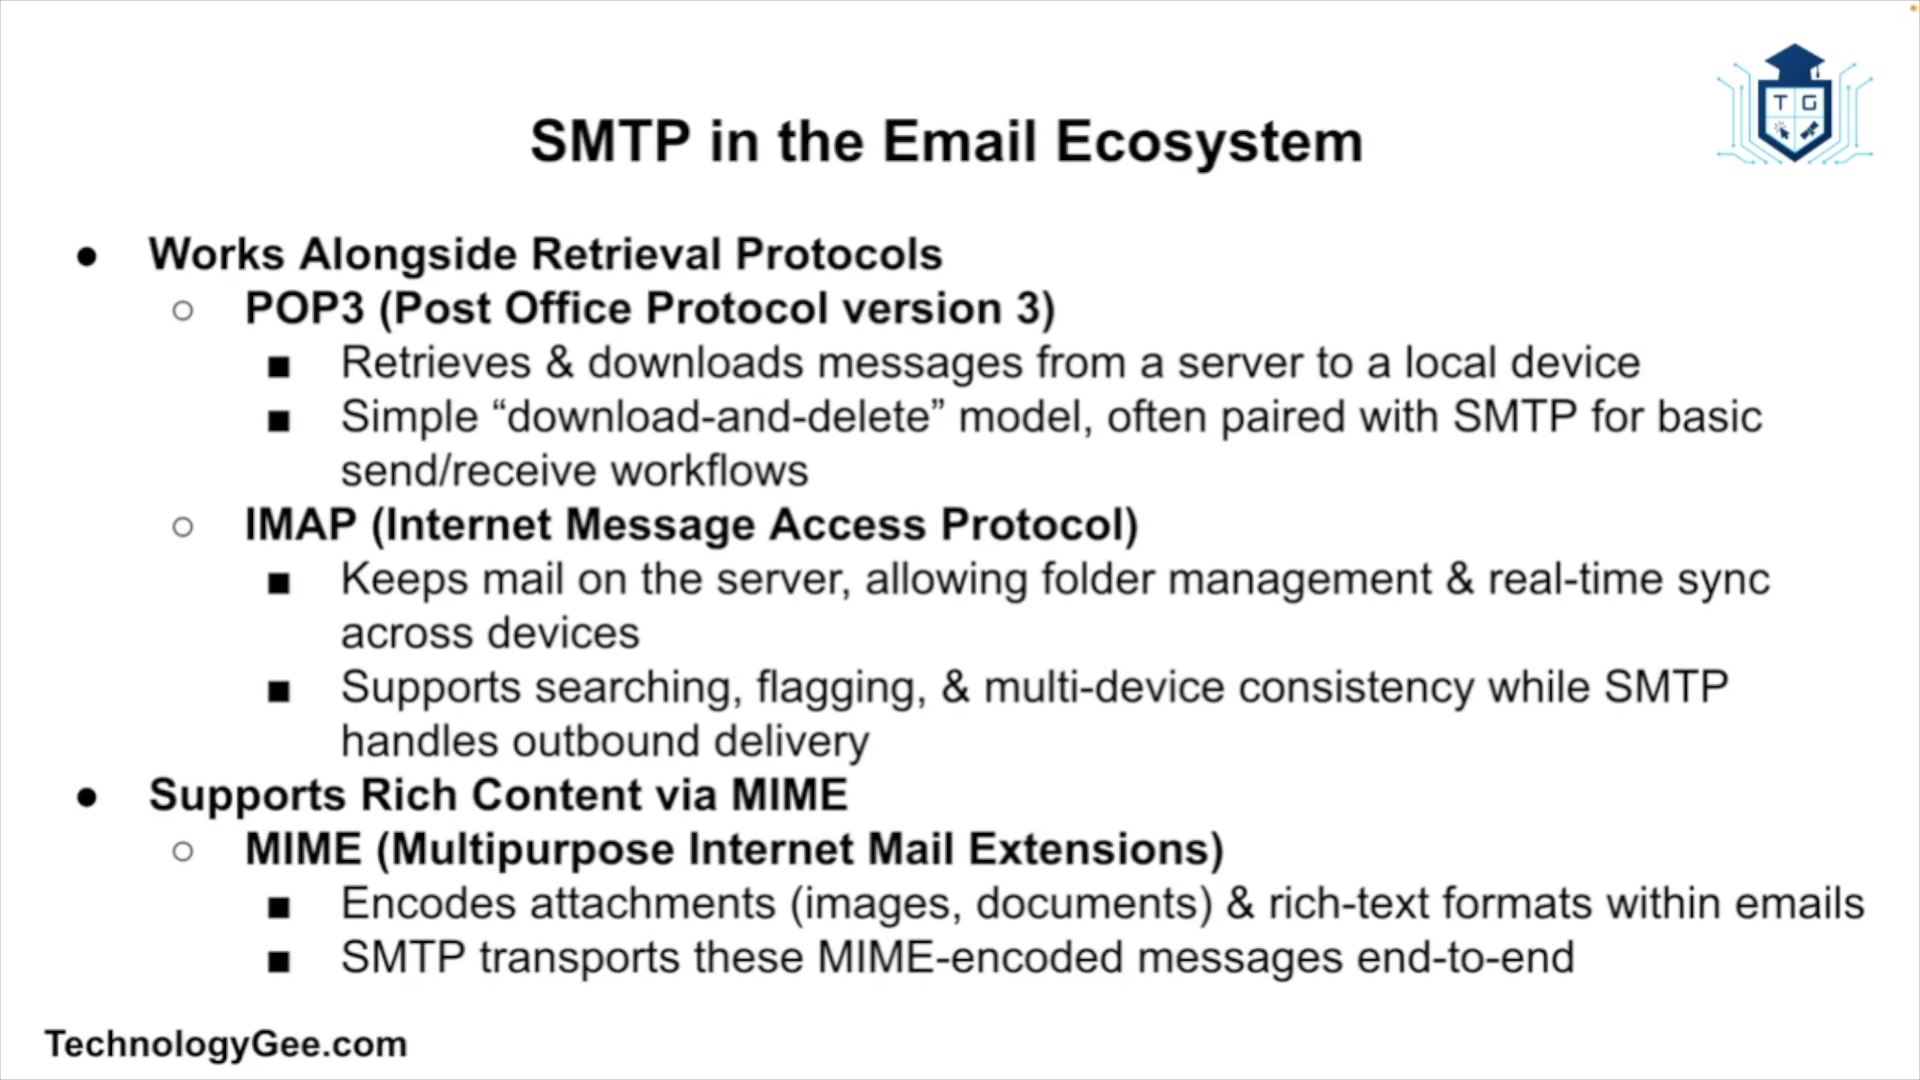 T G
SMTP in the Email Ecosystem
● Works Alongside Retrieval Protocols
○ POP3 (Post Office Protocol version 3)
■ Retrieves & downloads messages from a server to a local device
■ Simple “download-and-delete” model, often paired with SMTP for basic
send/receive workflows
○ IMAP (Internet Message Access Protocol)
■ Keeps mail on the server, allowing folder management & real-time sync
across devices
■ Supports searching, flagging, & multi-device consistency while SMTP
handles outbound delivery
● Supports Rich Content via MIME
○ MIME (Multipurpose Internet Mail Extensions)
■ Encodes attachments (images, documents) & rich-text formats within emails
■ SMTP transports these MIME-encoded messages end-to-end
TechnologyGee.com